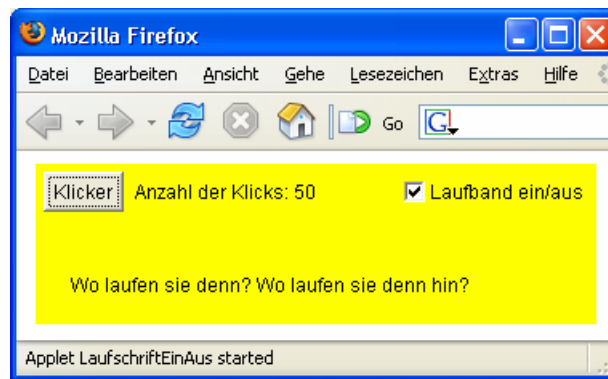 Mozilla Firefox
Datei Bearbeiten Ansicht Gehe Lesezeichen Extras Hilfe
Go G
Klicker Anzahl der Klicks: 50 Laufband ein/aus
Wo laufen sie denn? Wo laufen sie denn hin?
Applet LaufschriftEinAus started